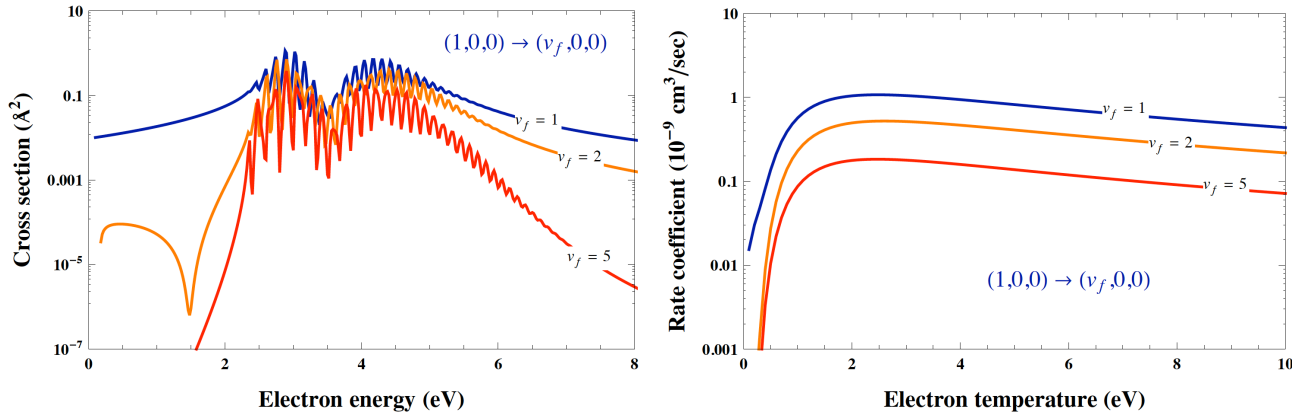 10
0.1
0.001
10⁻⁵
10⁻⁷
Cross section (Å²)
(1,0,0) → (v_f,0,0)
v_f = 1
v_f = 2
v_f = 5
0 2 4 6 8
Electron energy (eV)
10
1
0.1
0.01
0.001
Rate coefficient (10⁻⁹ cm³/sec)
v_f = 1
v_f = 2
v_f = 5
(1,0,0) → (v_f,0,0)
0 2 4 6 8 10
Electron temperature (eV)